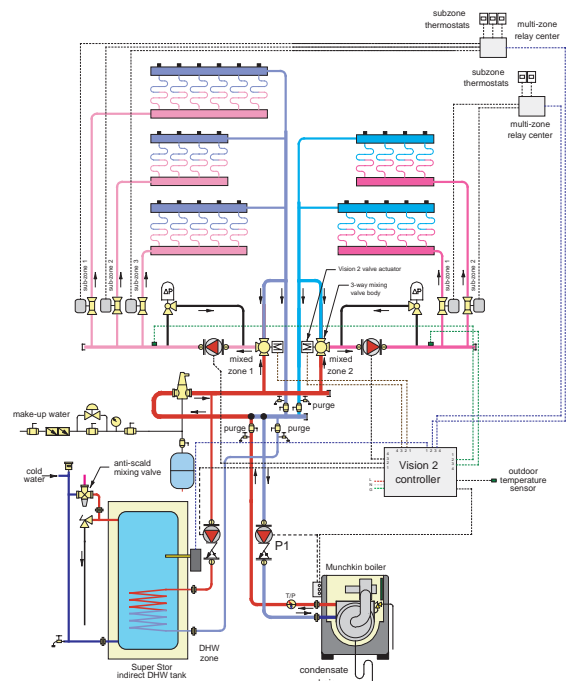 subzone
thermostats
multi-zone
relay center
subzone
thermostats
multi-zone
relay center
sub-zone 1
sub-zone 2
sub-zone 3
sub-zone 1
sub-zone 2
ΔP
ΔP
Vision 2 valve actuator
3-way mixing
valve body
M
M
mixed
zone 1
mixed
zone 2
purge
purge
purge
purge
make-up water
cold
water
anti-scald
mixing valve
4 3 2 1
1 2 3 4
L
N
G
Vision 2
controller
outdoor
temperature
sensor
P1
Munchkin boiler
T/P
DHW
zone
Super Stor
indirect DHW tank
condensate